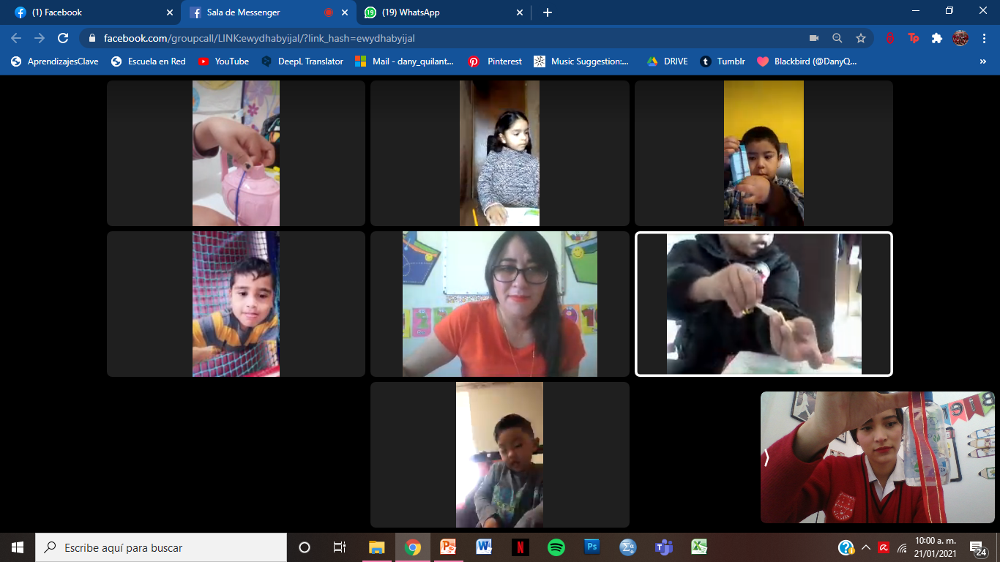 (1) Facebook
Sala de Messenger
(19) WhatsApp
facebook.com/groupcall/LINK:ewydhabyijal/?link_hash=ewydhabyijal
AprendizajesClave
Escuela en Red
YouTube
DeepL Translator
Mail - dany_quilant...
Pinterest
Music Suggestion:...
DRIVE
Tumblr
Blackbird (@DanyQ...
»
Escribe aquí para buscar
10:00 a. m.
21/01/2021
24